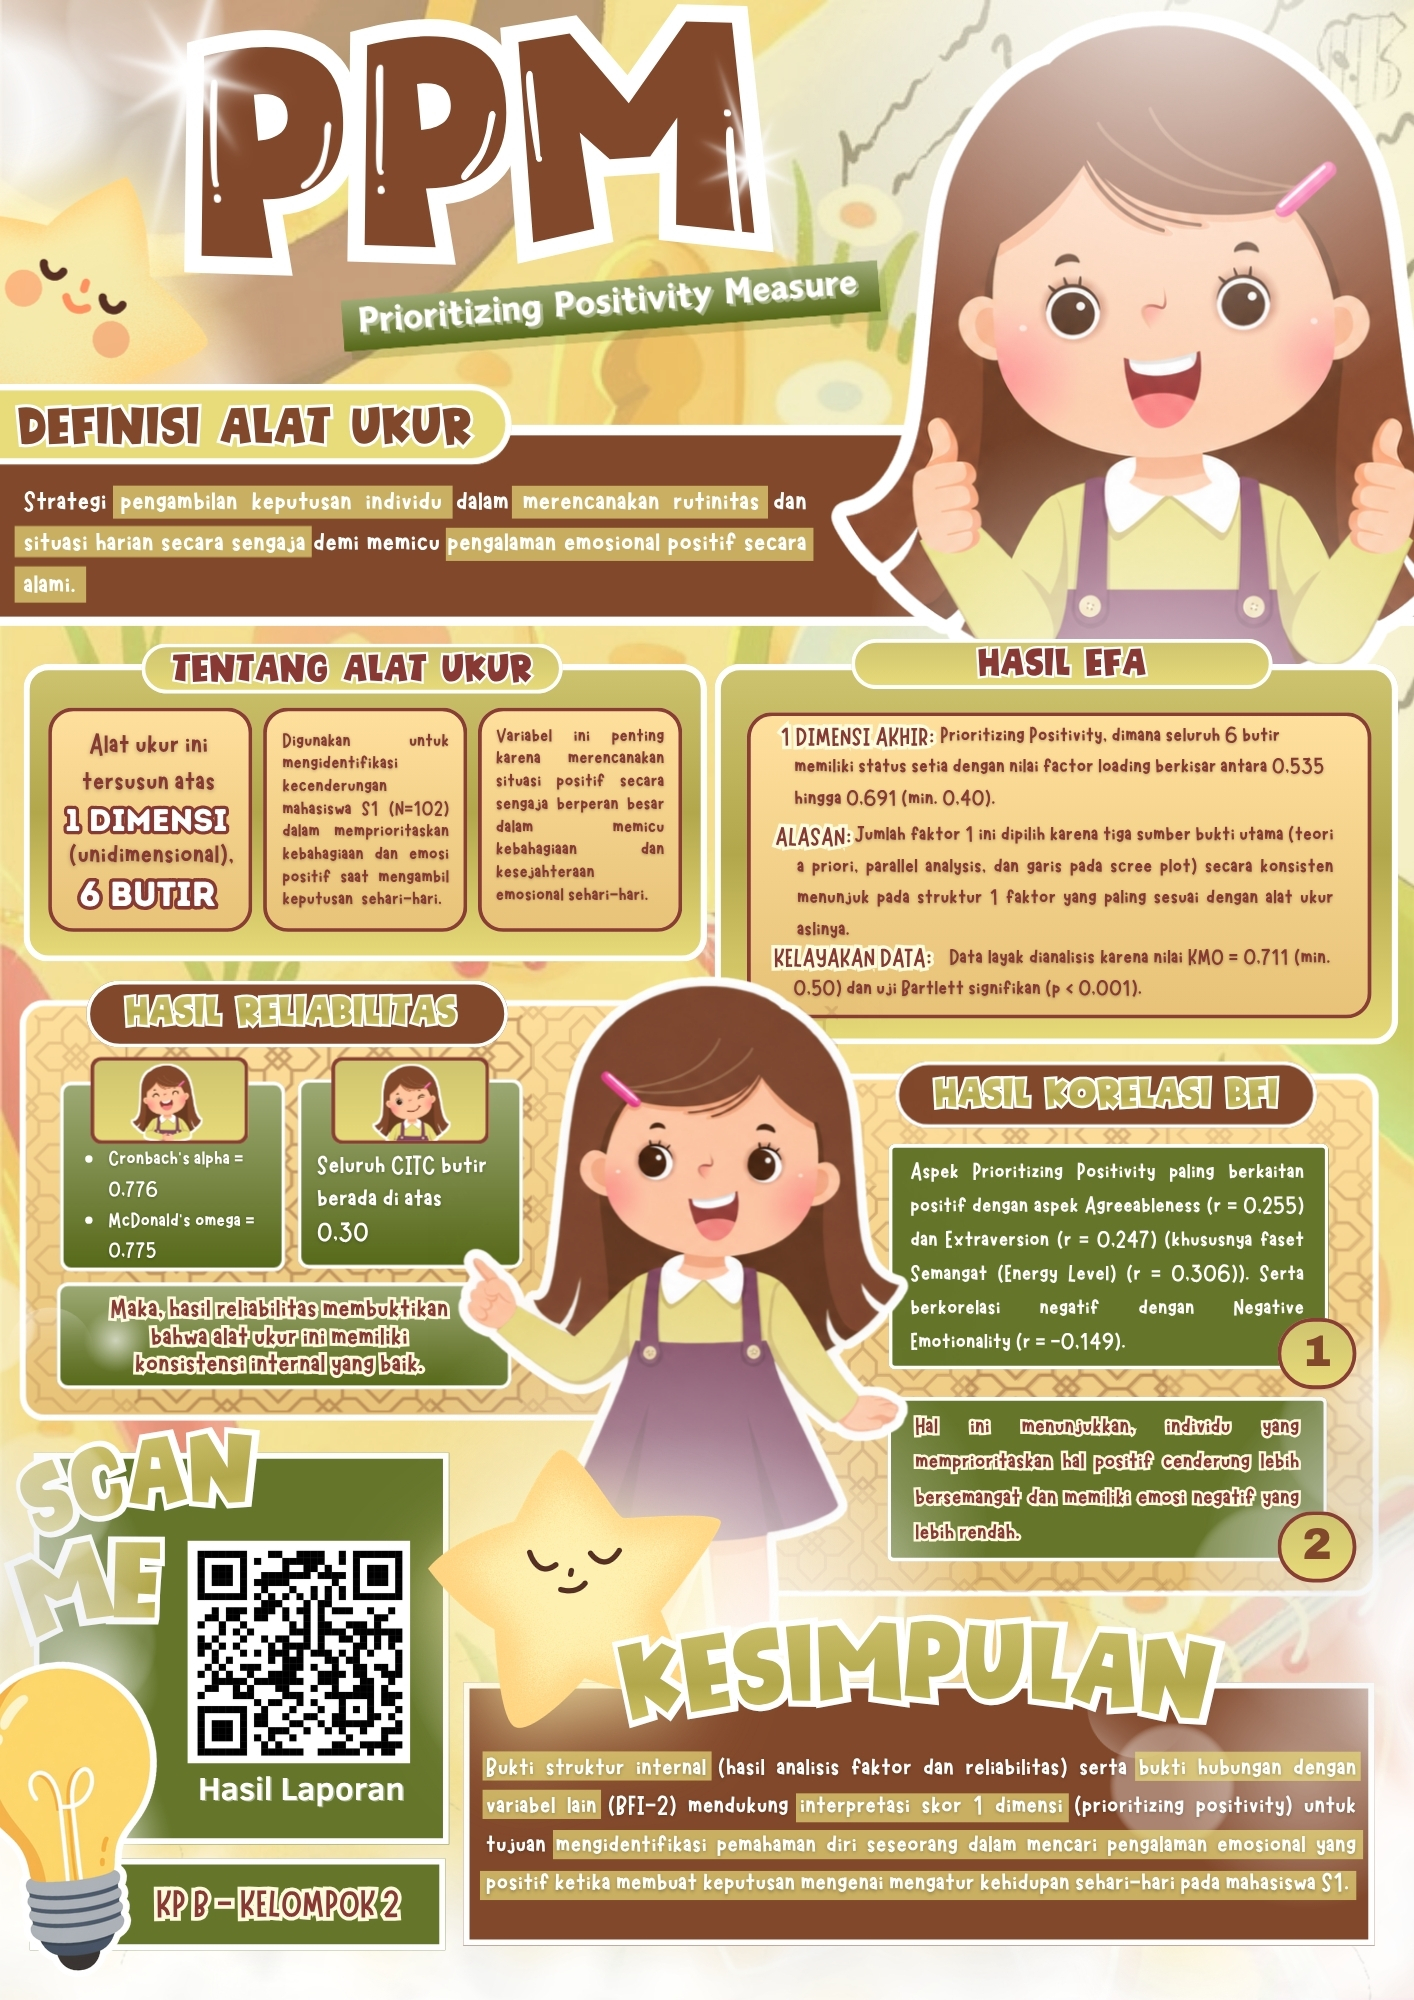 PPM
Prioritizing Positivity Measure
DEFINISI ALAT UKUR
Strategi pengambilan keputusan individu dalam merencanakan rutinitas dan
situasi harian secara sengaja demi memicu pengalaman emosional positif secara
alami.
TENTANG ALAT UKUR
Alat ukur ini
tersusun atas
1 DIMENSI
(unidimensional),
6 BUTIR
Digunakan untuk
mengidentifikasi
kecenderungan
mahasiswa S1 (N=102)
dalam memprioritaskan
kebahagiaan dan emosi
positif saat mengambil
keputusan sehari-hari.
Variabel ini penting
karena merencanakan
situasi positif secara
sengaja berperan besar
dalam memicu
kebahagiaan dan
kesejahteraan
emosional sehari-hari.
HASIL EFA
1 DIMENSI AKHIR: Prioritizing Positivity, dimana seluruh 6 butir
memiliki status setia dengan nilai factor loading berkisar antara 0.535
hingga 0.691 (min. 0.40).
ALASAN: Jumlah faktor 1 ini dipilih karena tiga sumber bukti utama (teori
a priori, parallel analysis, dan garis pada scree plot) secara konsisten
menunjuk pada struktur 1 faktor yang paling sesuai dengan alat ukur
aslinya.
KELAYAKAN DATA: Data layak dianalisis karena nilai KMO = 0.711 (min.
0.50) dan uji Bartlett signifikan (p < 0.001).
HASIL RELIABILITAS
• Cronbach's alpha =
0.776
• McDonald's omega =
0.775
Seluruh CITC butir
berada di atas
0.30
Maka, hasil reliabilitas membuktikan
bahwa alat ukur ini memiliki
konsistensi internal yang baik.
HASIL KORELASI BFI
Aspek Prioritizing Positivity paling berkaitan
positif dengan aspek Agreeableness (r = 0.255)
dan Extraversion (r = 0.247) (khususnya faset
Semangat (Energy Level) (r = 0.306)). Serta
berkorelasi negatif dengan Negative
Emotionality (r = -0.149).
1
Hal ini menunjukkan, individu yang
memprioritaskan hal positif cenderung lebih
bersemangat dan memiliki emosi negatif yang
lebih rendah.
2
SCAN
ME
Hasil Laporan
KP B - KELOMPOK 2
KESIMPULAN
Bukti struktur internal (hasil analisis faktor dan reliabilitas) serta bukti hubungan dengan
variabel lain (BFI-2) mendukung interpretasi skor 1 dimensi (prioritizing positivity) untuk
tujuan mengidentifikasi pemahaman diri seseorang dalam mencari pengalaman emosional yang
positif ketika membuat keputusan mengenai mengatur kehidupan sehari-hari pada mahasiswa S1.